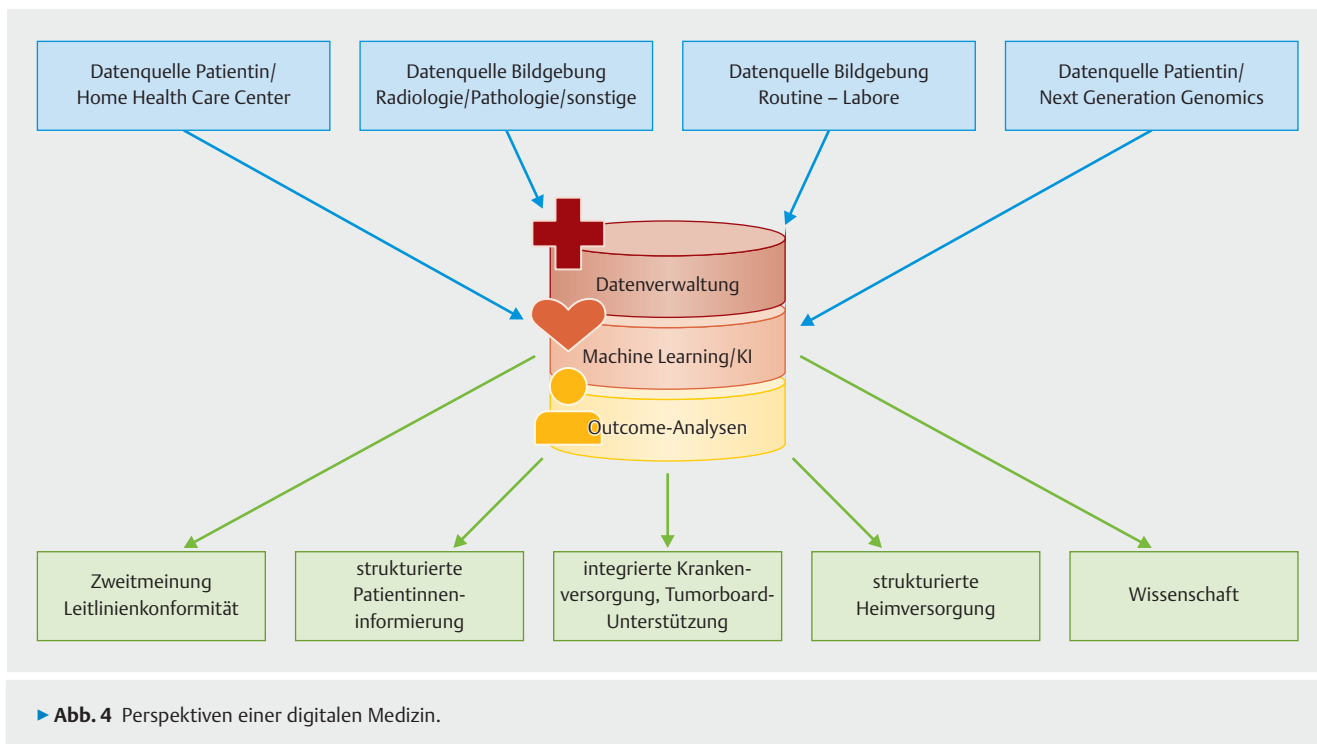 Datenquelle Patientin/
Home Health Care Center
Datenquelle Bildgebung
Radiologie/Pathologie/sonstige
Datenquelle Bildgebung
Routine – Labore
Datenquelle Patientin/
Next Generation Genomics
Datenverwaltung
Machine Learning/KI
Outcome-Analysen
Zweitmeinung
Leitlinienkonformität
strukturierte
Patientinnen-
informierung
integrierte Kranken-
versorgung, Tumorboard-
Unterstützung
strukturierte
Heimversorgung
Wissenschaft
▶ Abb. 4 Perspektiven einer digitalen Medizin.